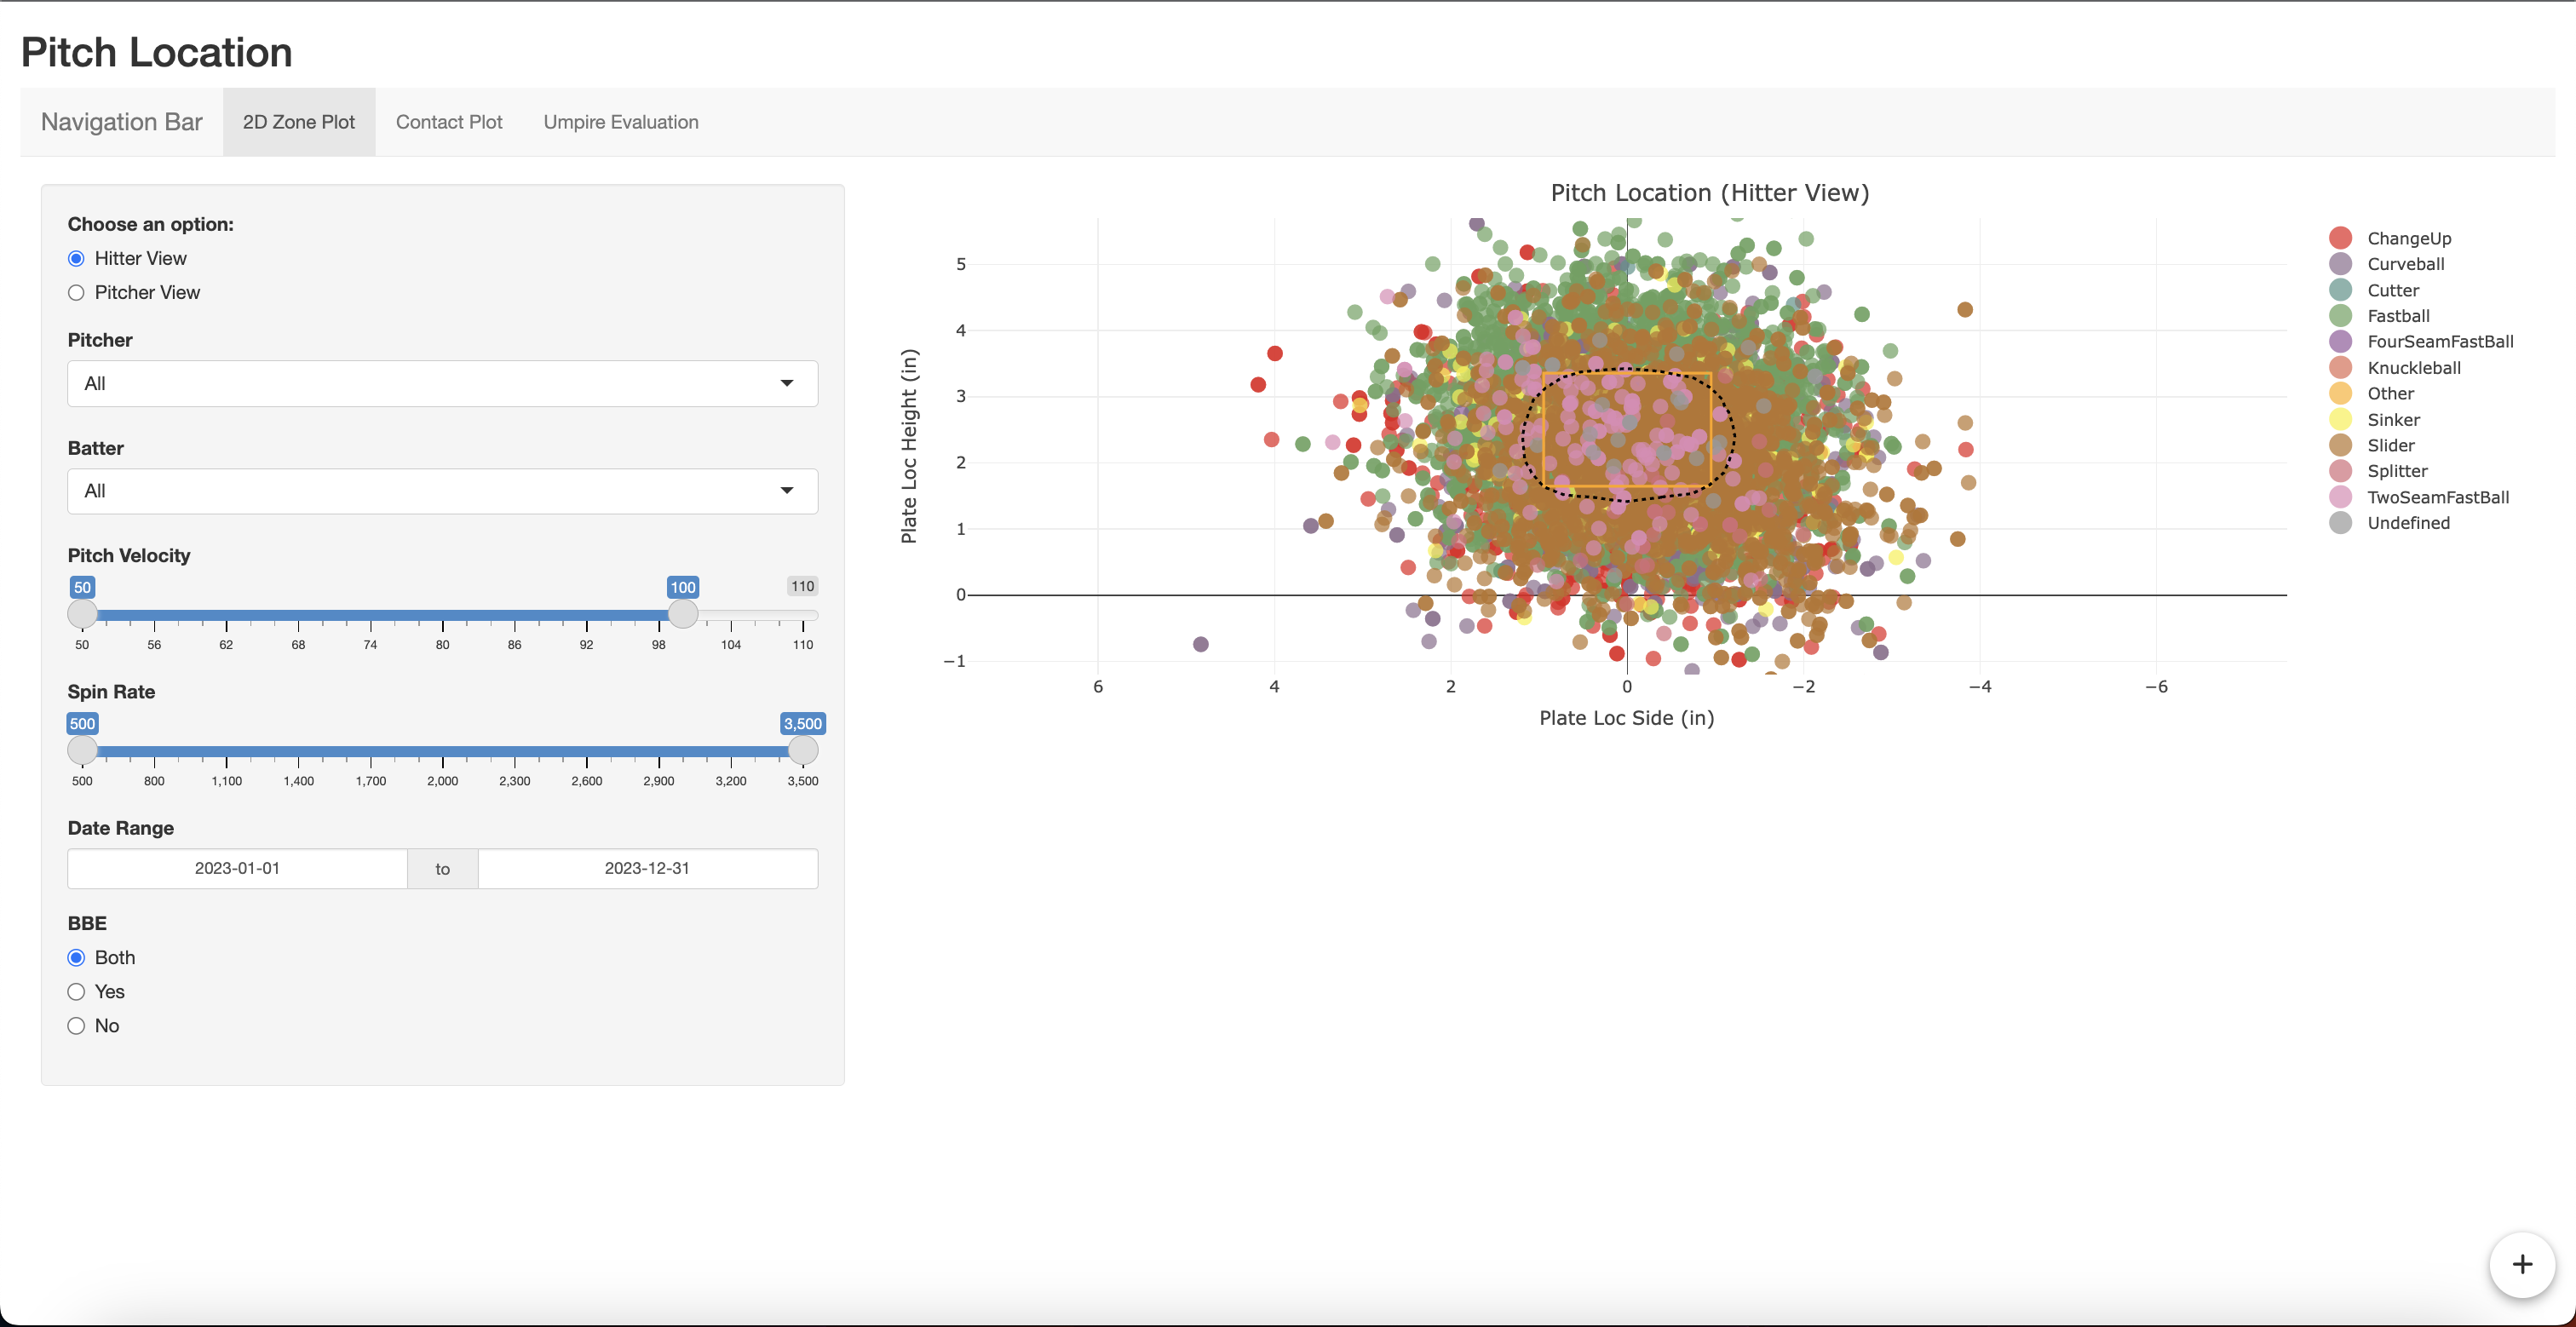 Pitch Location
Navigation Bar 2D Zone Plot Contact Plot Umpire Evaluation
Choose an option:
Hitter View
Pitcher View
Pitcher
All
Batter
All
Pitch Velocity
50 100 110
50 56 62 68 74 80 86 92 98 104 110
Spin Rate
500 3,500
500 800 1,100 1,400 1,700 2,000 2,300 2,600 2,900 3,200 3,500
Date Range
2023-01-01 to 2023-12-31
BBE
Both
Yes
No
Pitch Location (Hitter View)
Plate Loc Height (in)
5
4
3
2
1
0
−1
6 4 2 0 −2 −4 −6
Plate Loc Side (in)
ChangeUp
Curveball
Cutter
Fastball
FourSeamFastBall
Knuckleball
Other
Sinker
Slider
Splitter
TwoSeamFastBall
Undefined
+